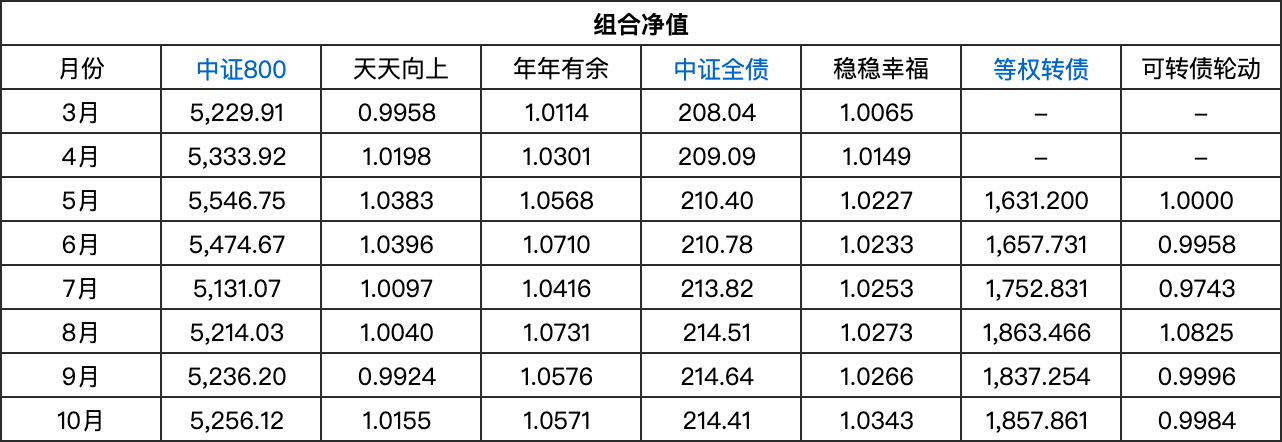 组合净值
月份 中证800 天天向上 年年有余 中证全债 稳稳幸福 等权转债 可转债轮动
3月 5,229.91 0.9958 1.0114 208.04 1.0065 – –
4月 5,333.92 1.0198 1.0301 209.09 1.0149 – –
5月 5,546.75 1.0383 1.0568 210.40 1.0227 1,631.200 1.0000
6月 5,474.67 1.0396 1.0710 210.78 1.0233 1,657.731 0.9958
7月 5,131.07 1.0097 1.0416 213.82 1.0253 1,752.831 0.9743
8月 5,214.03 1.0040 1.0731 214.51 1.0273 1,863.466 1.0825
9月 5,236.20 0.9924 1.0576 214.64 1.0266 1,837.254 0.9996
10月 5,256.12 1.0155 1.0571 214.41 1.0343 1,857.861 0.9984